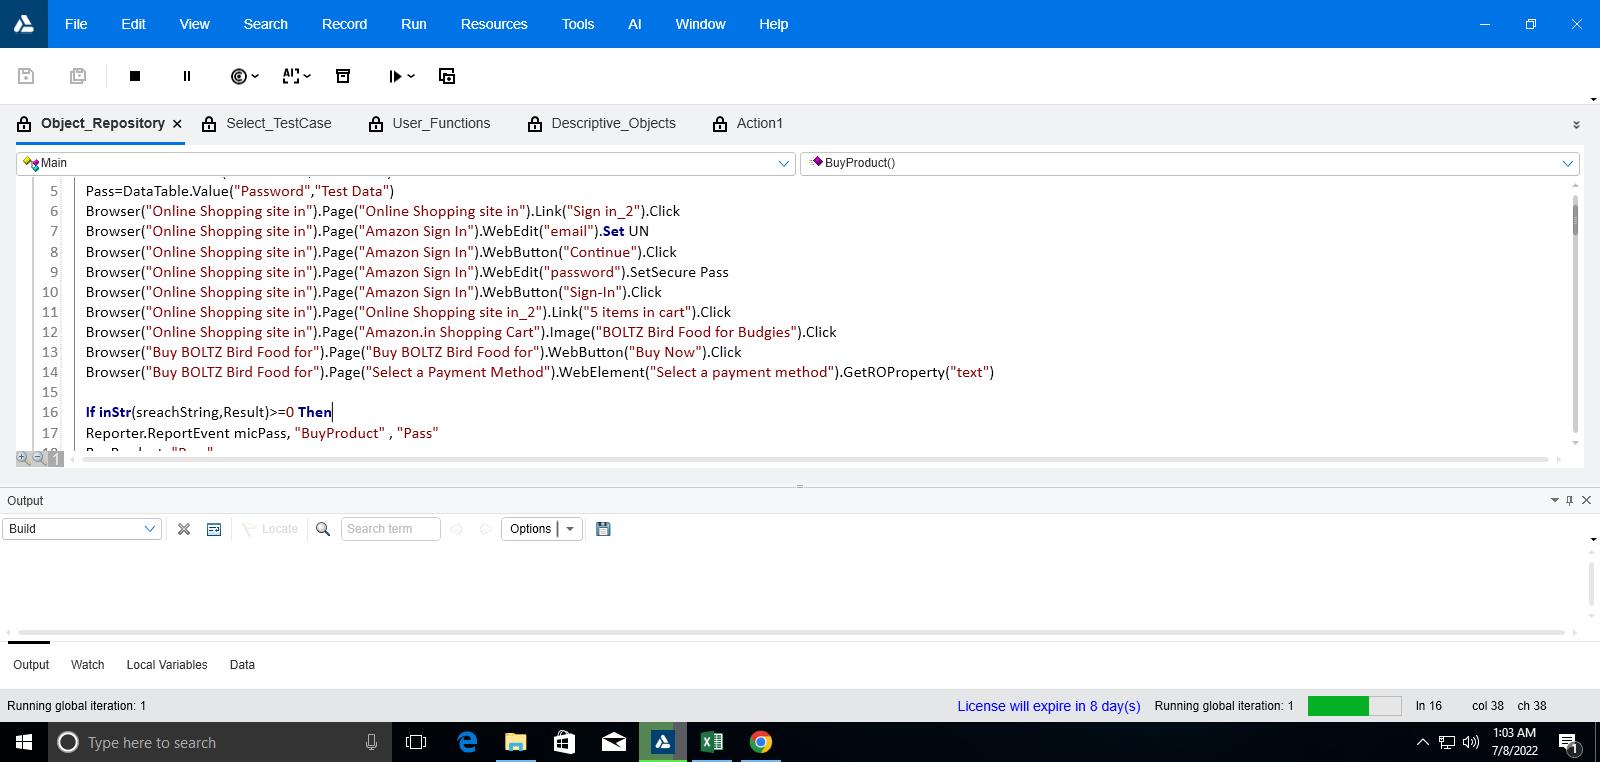 File Edit View Search Record Run Resources Tools AI Window Help
Object_Repository Select_TestCase User_Functions Descriptive_Objects Action1
Main BuyProduct()
5 Pass=DataTable.Value("Password","Test Data")
6 Browser("Online Shopping site in").Page("Online Shopping site in").Link("Sign in_2").Click
7 Browser("Online Shopping site in").Page("Amazon Sign In").WebEdit("email").Set UN
8 Browser("Online Shopping site in").Page("Amazon Sign In").WebButton("Continue").Click
9 Browser("Online Shopping site in").Page("Amazon Sign In").WebEdit("password").SetSecure Pass
10 Browser("Online Shopping site in").Page("Amazon Sign In").WebButton("Sign-In").Click
11 Browser("Online Shopping site in").Page("Online Shopping site in_2").Link("5 items in cart").Click
12 Browser("Online Shopping site in").Page("Amazon.in Shopping Cart").Image("BOLTZ Bird Food for Budgies").Click
13 Browser("Buy BOLTZ Bird Food for").Page("Buy BOLTZ Bird Food for").WebButton("Buy Now").Click
14 Browser("Buy BOLTZ Bird Food for").Page("Select a Payment Method").WebElement("Select a payment method").GetROProperty("text")
15
16 If inStr(sreachString,Result)>=0 Then
17 Reporter.ReportEvent micPass, "BuyProduct" , "Pass"
Output
Build Locate Search term Options
Output Watch Local Variables Data
Running global iteration: 1 License will expire in 8 day(s) Running global iteration: 1 ln 16 col 38 ch 38
Type here to search 1:03 AM
7/8/2022 1